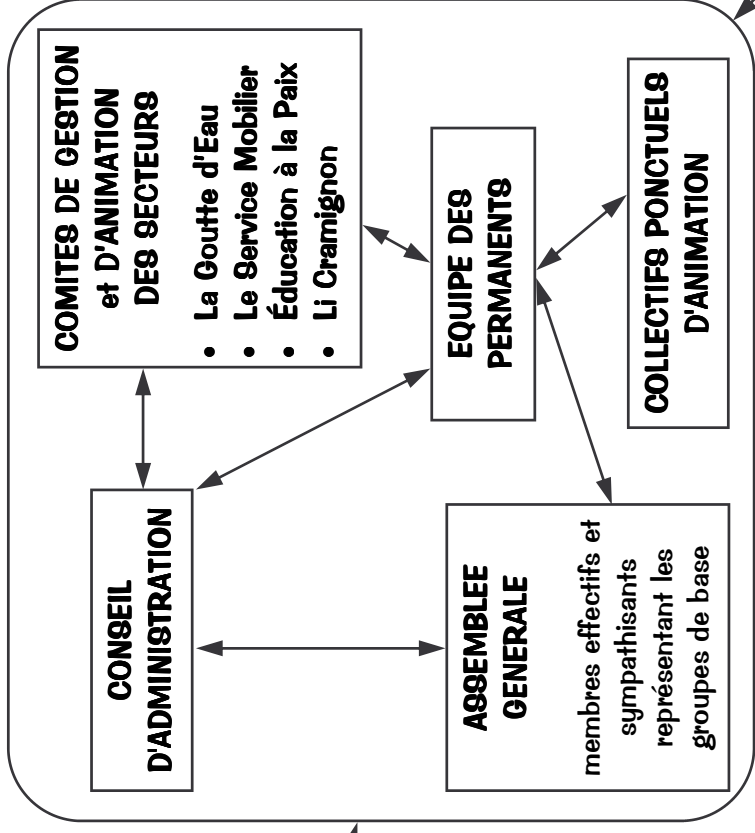 CONSEIL
D'ADMINISTRATION
COMITES DE GESTION
et D'ANIMATION
DES SECTEURS
• La Goutte d'Eau
• Le Service Mobilier
• Éducation à la Paix
• Li Cramignon
EQUIPE DES
PERMANENTS
ASSEMBLEE
GENERALE
membres effectifs et
sympathisants
représentant les
groupes de base
COLLECTIFS PONCTUELS
D'ANIMATION